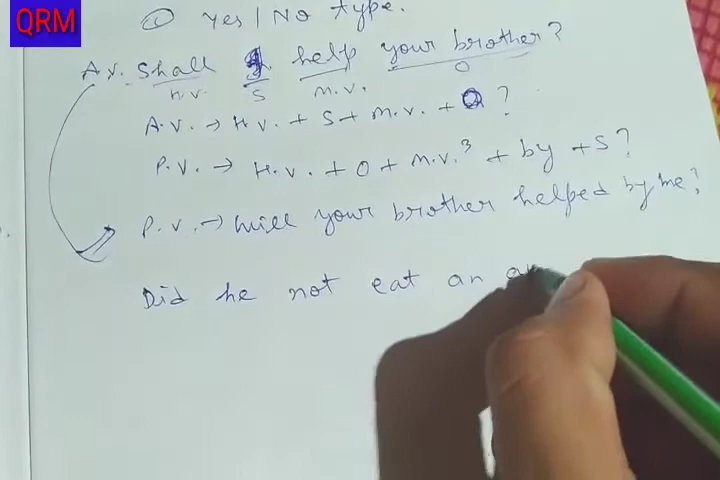 QRM
① Yes / No type.
A.V. Shall I help your brother?
H.V. S M.V. O
A.V. → H.V. + S + M.V. + O ?
P.V. → H.V. + O + M.V.³ + by + S ?
P.V. → Will your brother helped by me?
Did he not eat an